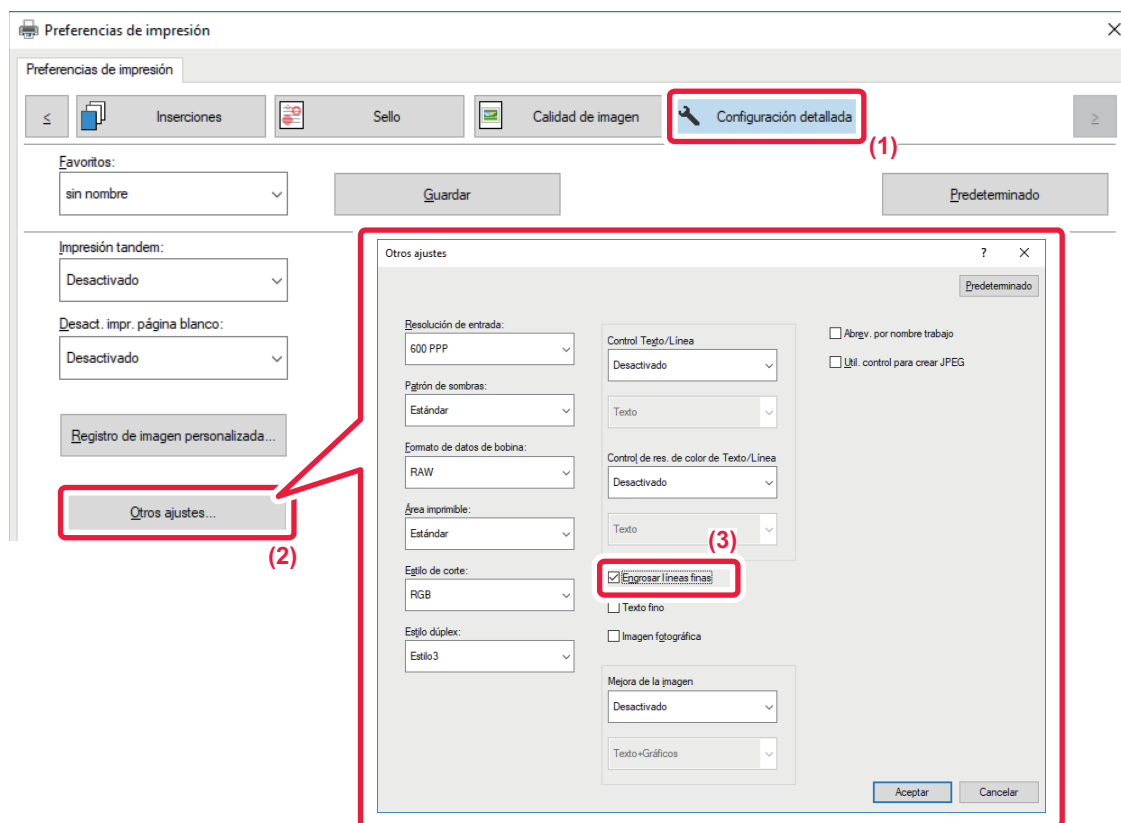 Preferencias de impresión
Preferencias de impresión
<
Inserciones
Sello
Calidad de imagen
Configuración detallada
>
(1)
Favoritos:
sin nombre
Guardar
Predeterminado
Impresión tandem:
Desactivado
Desact. impr. página blanco:
Desactivado
Registro de imagen personalizada...
Otros ajustes...
(2)
Otros ajustes
?
Predeterminado
Resolución de entrada:
600 PPP
Patrón de sombras:
Estándar
Formato de datos de bobina:
RAW
Área imprimible:
Estándar
Estilo de corte:
RGB
Estilo dúplex:
Estilo3
Control Texto/Línea
Desactivado
Texto
Control de res. de color de Texto/Línea
Desactivado
Texto
(3)
Engrosar líneas finas
Texto fino
Imagen fotográfica
Mejora de la imagen
Desactivado
Texto+Gráficos
Abrev. por nombre trabajo
Util. control para crear JPEG
Aceptar
Cancelar